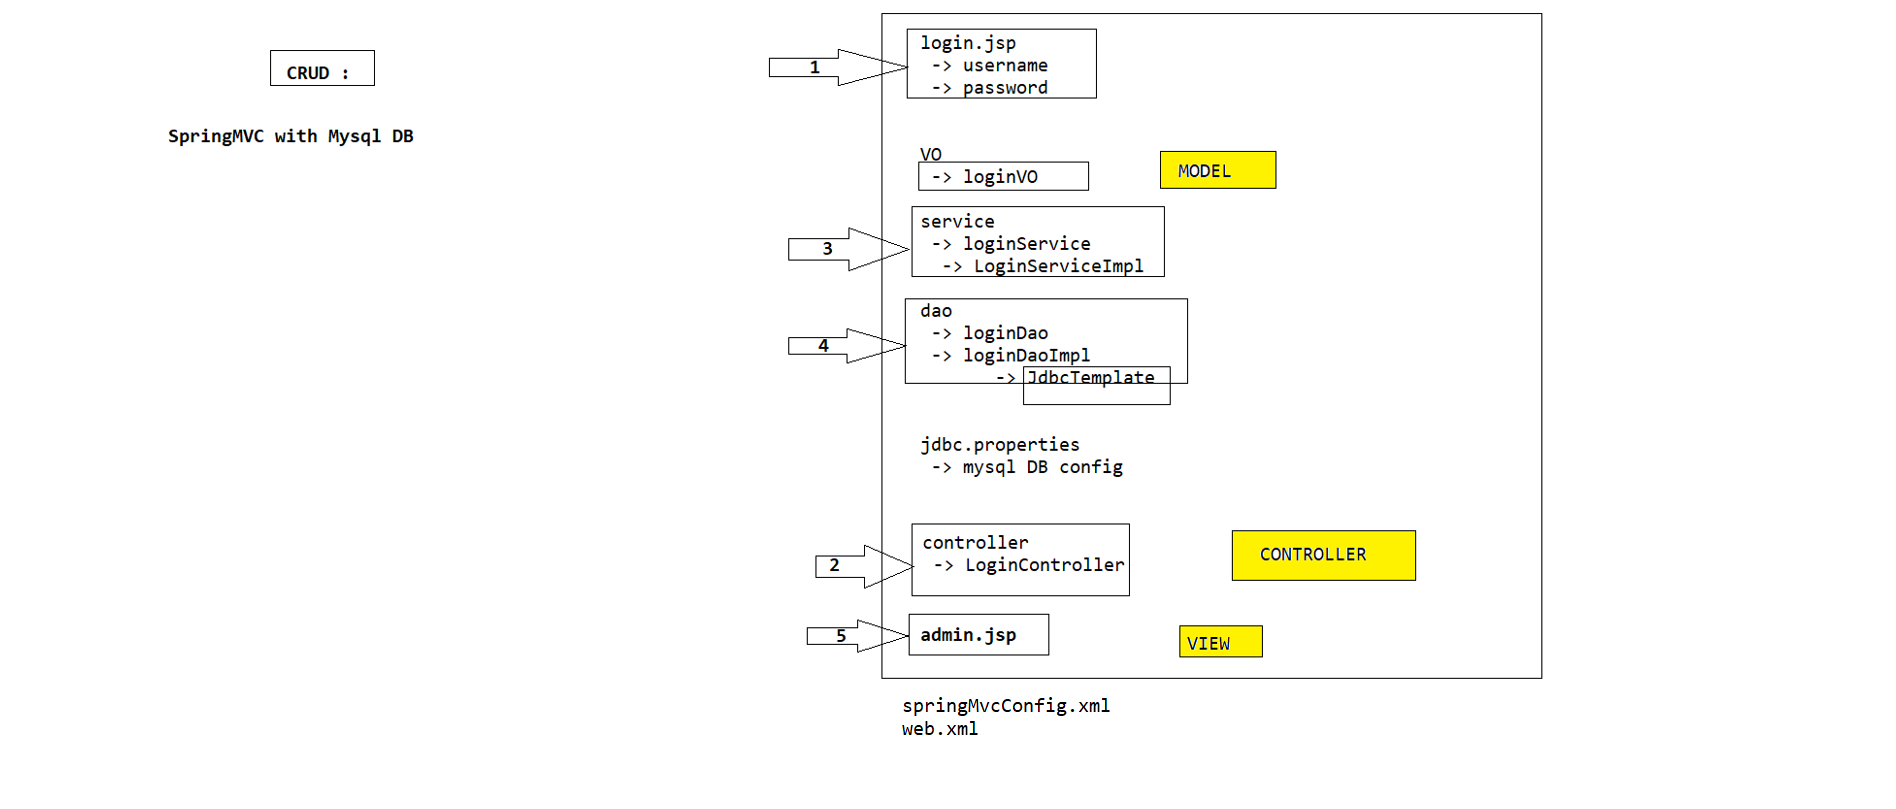 CRUD :
SpringMVC with Mysql DB
1
login.jsp
-> username
-> password
VO
-> loginVO
MODEL
3
service
-> loginService
-> LoginServiceImpl
4
dao
-> loginDao
-> loginDaoImpl
-> JdbcTemplate
jdbc.properties
-> mysql DB config
2
controller
-> LoginController
CONTROLLER
5
admin.jsp
VIEW
springMvcConfig.xml
web.xml